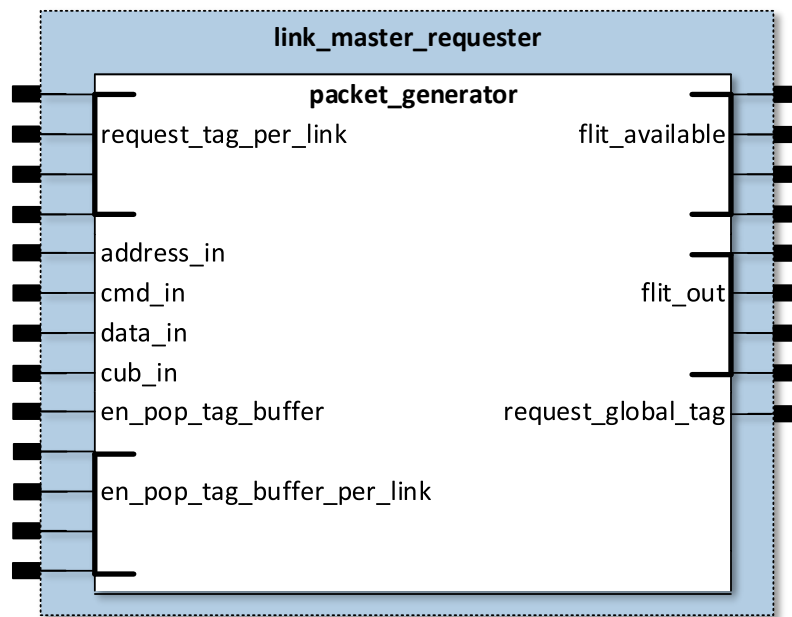 link_master_requester
packet_generator
request_tag_per_link
flit_available
address_in
cmd_in
flit_out
data_in
cub_in
en_pop_tag_buffer
request_global_tag
en_pop_tag_buffer_per_link